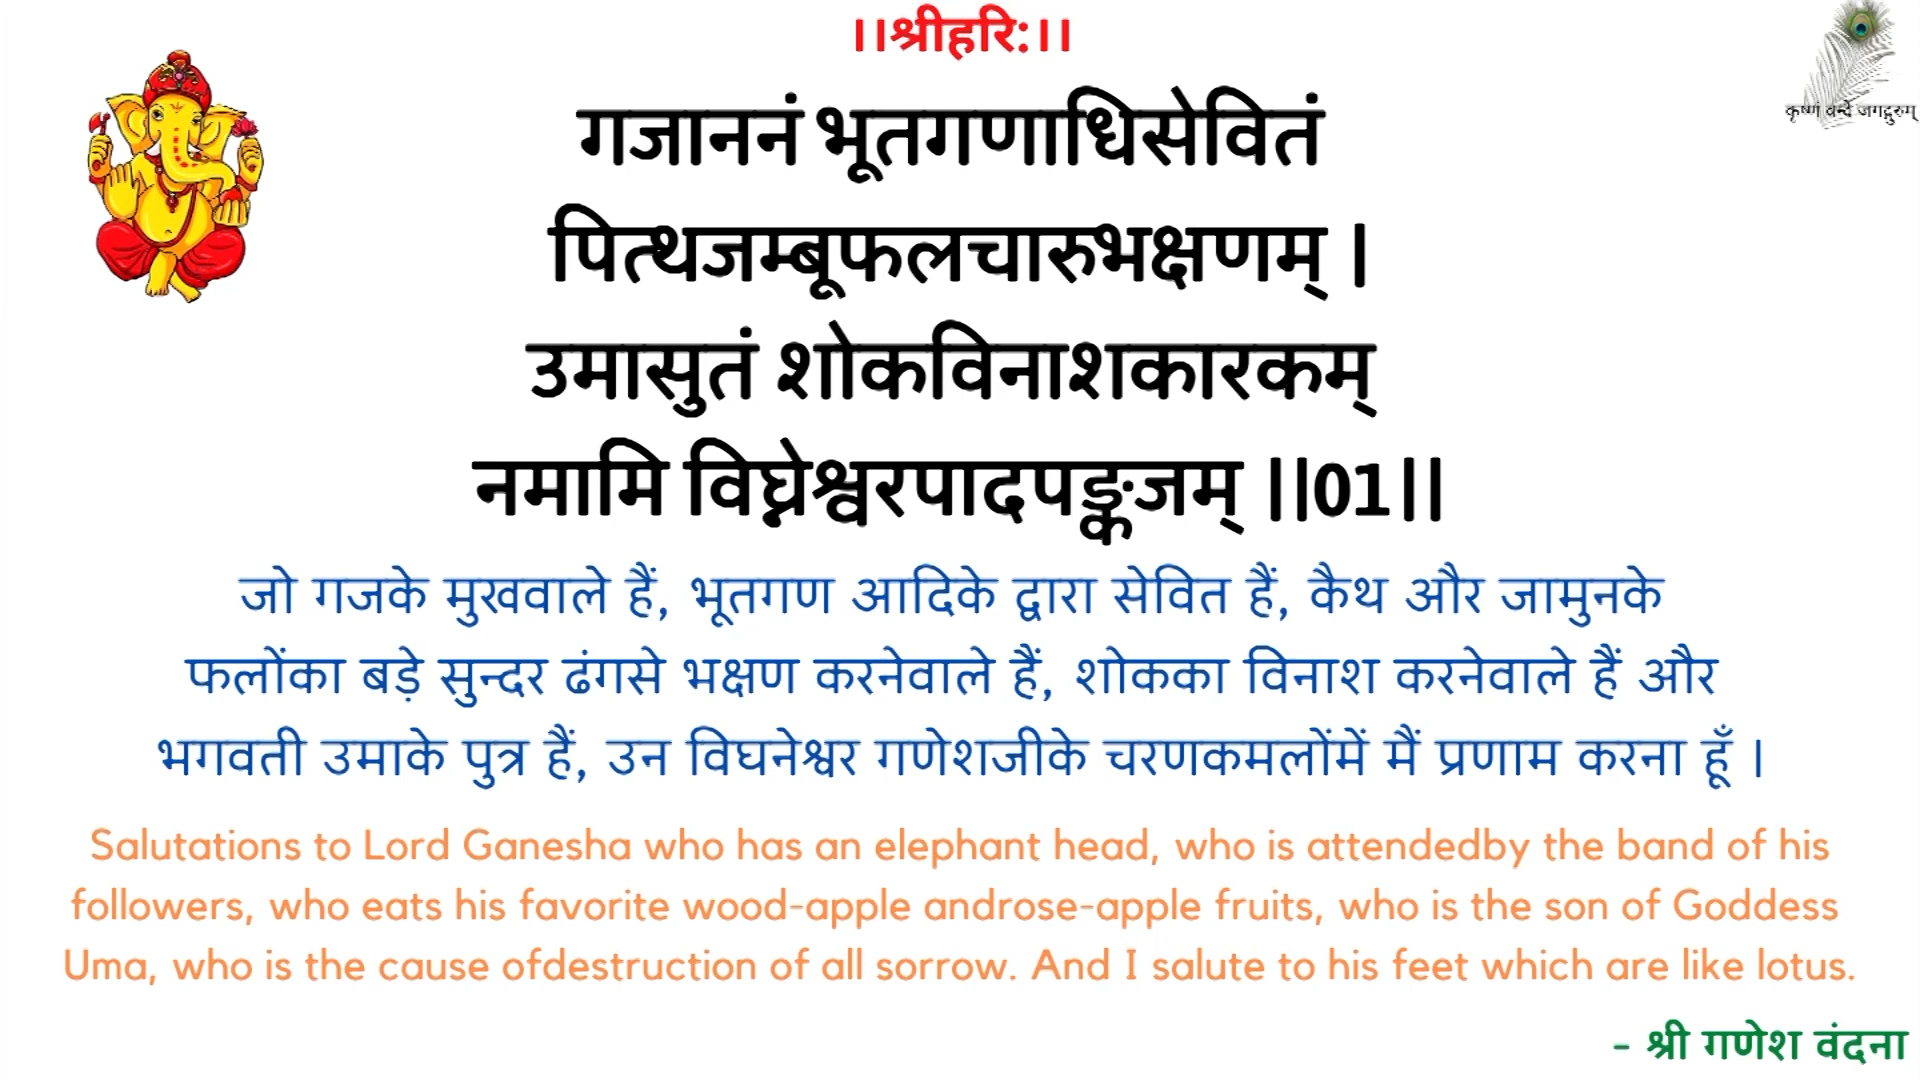 ।।श्रीहरि:।।
कृष्णं वन्दे जगद्गुरुम्
गजाननं भूतगणाधिसेवितं
पित्थजम्बूफलचारुभक्षणम् |
उमासुतं शोकविनाशकारकम्
नमामि विघ्नेश्वरपादपङ्कजम् ||01||
जो गजके मुखवाले हैं, भूतगण आदिके द्वारा सेवित हैं, कैथ और जामुनके
फलोंका बड़े सुन्दर ढंगसे भक्षण करनेवाले हैं, शोकका विनाश करनेवाले हैं और
भगवती उमाके पुत्र हैं, उन विघनेश्वर गणेशजीके चरणकमलोंमें मैं प्रणाम करना हूँ |
Salutations to Lord Ganesha who has an elephant head, who is attendedby the band of his
followers, who eats his favorite wood-apple androse-apple fruits, who is the son of Goddess
Uma, who is the cause ofdestruction of all sorrow. And I salute to his feet which are like lotus.
- श्री गणेश वंदना